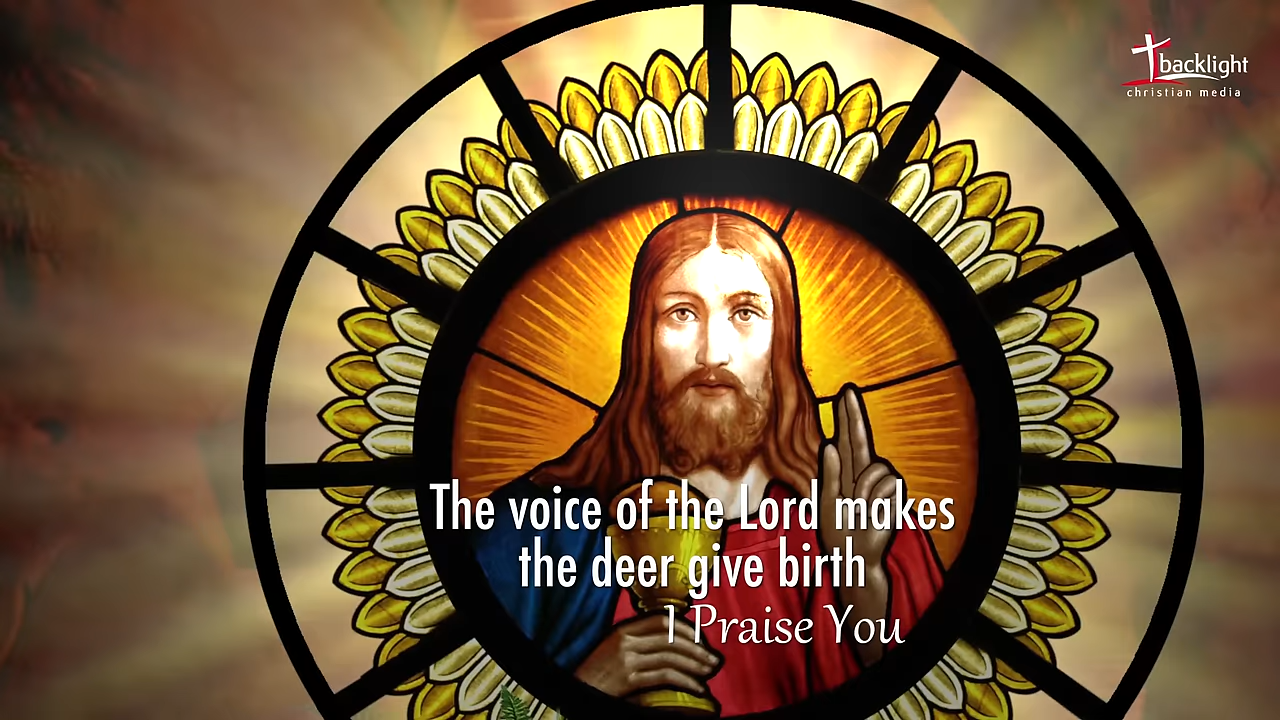 backlight
christian media
The voice of the Lord makes
the deer give birth
I Praise You